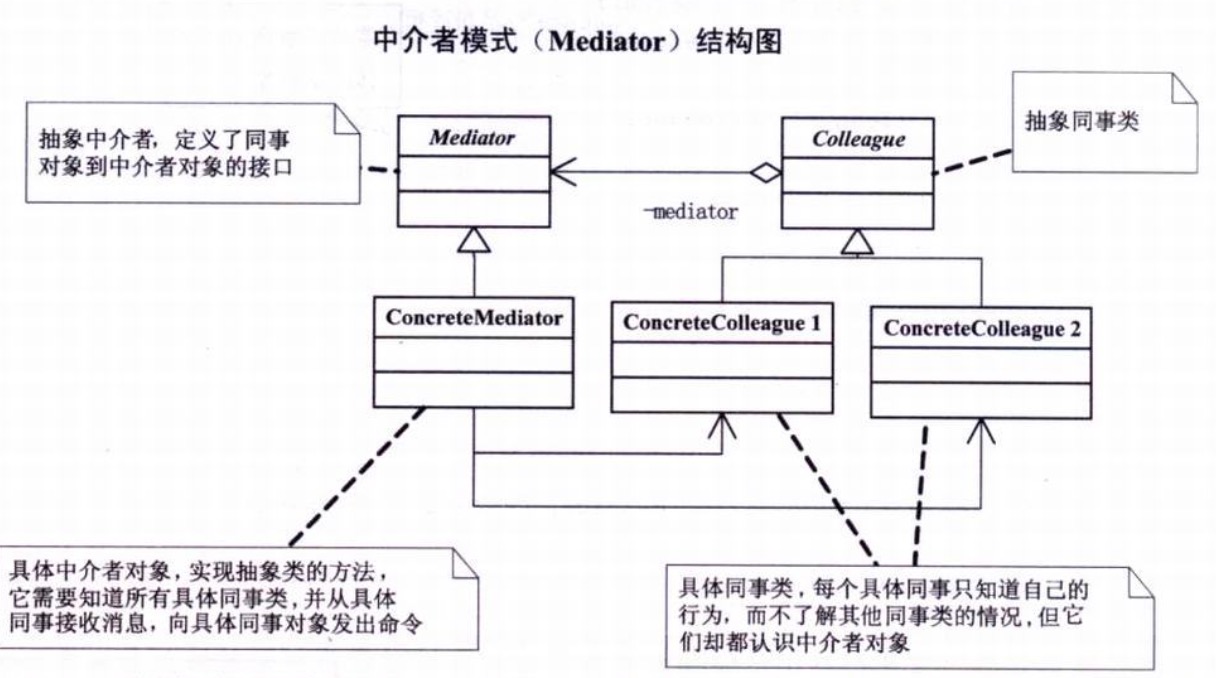 中介者模式（Mediator）结构图
抽象中介者，定义了同事
对象到中介者对象的接口
Mediator
Colleague
抽象同事类
-mediator
ConcreteMediator
ConcreteColleague 1
ConcreteColleague 2
具体中介者对象，实现抽象类的方法，
它需要知道所有具体同事类，并从具体
同事接收消息，向具体同事对象发出命令
具体同事类，每个具体同事只知道自己的
行为，而不了解其他同事类的情况，但它
们却都认识中介者对象